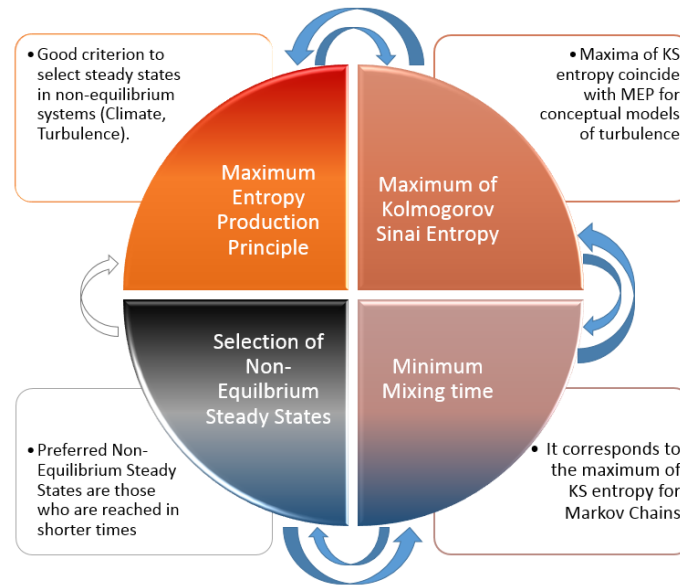 • Good criterion to
select steady states
in non-equilibrium
systems (Climate,
Turbulence).
• Maxima of KS
entropy coincide
with MEP for
conceptual models
of turbulence
Maximum
Entropy
Production
Principle
Maximum of
Kolmogorov
Sinai Entropy
Selection of
Non-
Equilbrium
Steady States
Minimum
Mixing time
• Preferred Non-
Equilibrium Steady
States are those
who are reached in
shorter times
• It corresponds to
the maximum of
KS entropy for
Markov Chains